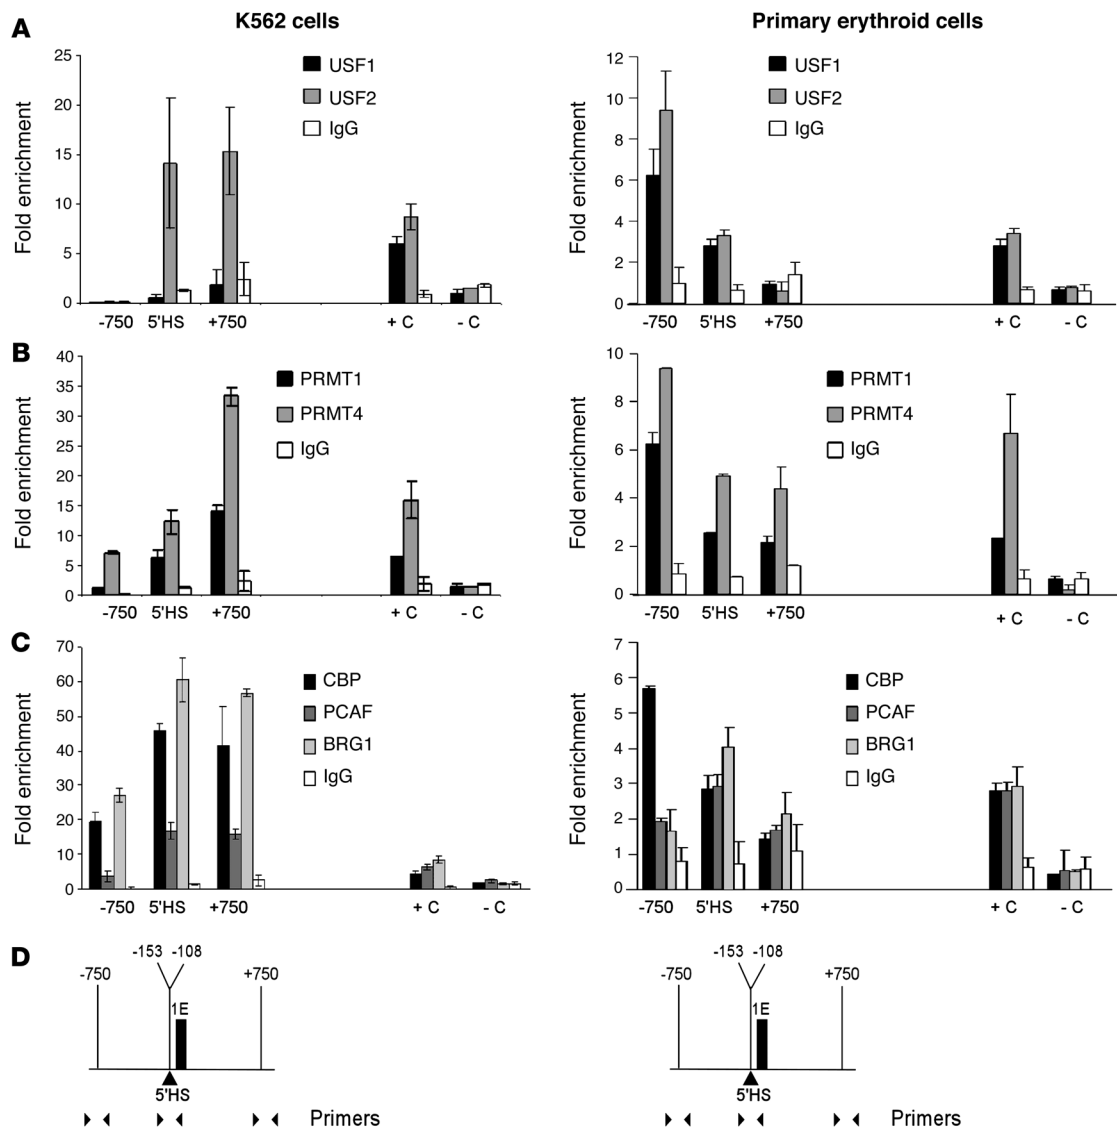 K562 cells
Primary erythroid cells
A
Fold enrichment
25
20
15
10
5
0
USF1
USF2
IgG
-750
5'HS
+750
+ C
- C
Fold enrichment
12
10
8
6
4
2
0
USF1
USF2
IgG
-750
5'HS
+750
+ C
- C
B
Fold enrichment
40
35
30
25
20
15
10
5
0
PRMT1
PRMT4
IgG
-750
5'HS
+750
+ C
- C
Fold enrichment
10
8
6
4
2
0
PRMT1
PRMT4
IgG
-750
5'HS
+750
+ C
- C
C
Fold enrichment
70
60
50
40
30
20
10
0
CBP
PCAF
BRG1
IgG
-750
5'HS
+750
+ C
- C
Fold enrichment
7
6
5
4
3
2
1
0
CBP
PCAF
BRG1
IgG
-750
5'HS
+750
+ C
- C
D
-153 -108
-750
+750
1E
5'HS
Primers
-153 -108
-750
+750
1E
5'HS
Primers